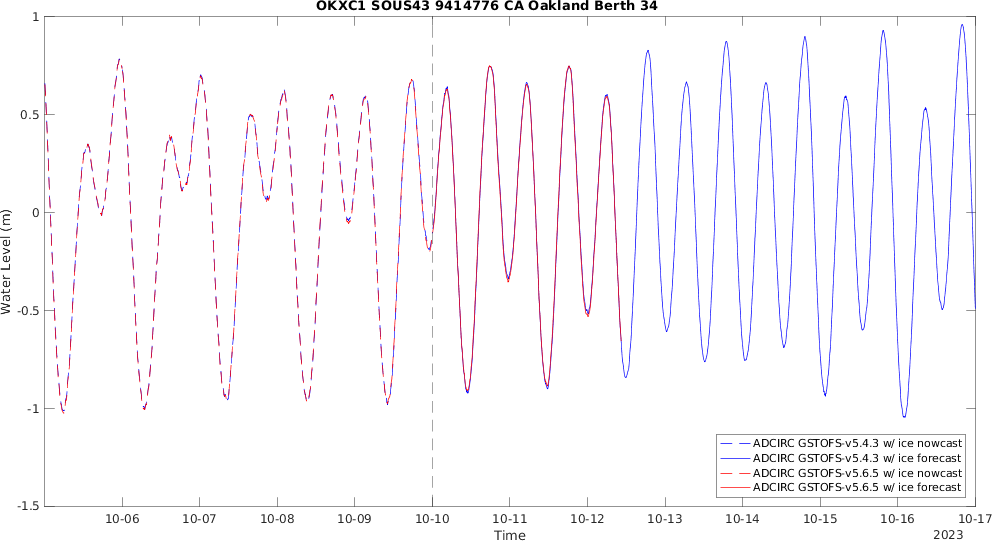 OKXC1 SOUS43 9414776 CA Oakland Berth 34
1
0.5
0
-0.5
-1
-1.5
Water Level (m)
ADCIRC GSTOFS-v5.4.3 w/ ice nowcast
ADCIRC GSTOFS-v5.4.3 w/ ice forecast
ADCIRC GSTOFS-v5.6.5 w/ ice nowcast
ADCIRC GSTOFS-v5.6.5 w/ ice forecast
10-06 10-07 10-08 10-09 10-10 10-11 10-12 10-13 10-14 10-15 10-16 10-17
Time
2023